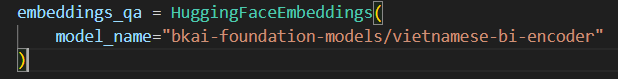 embeddings_qa = HuggingFaceEmbeddings(
    model_name="bkai-foundation-models/vietnamese-bi-encoder"
)